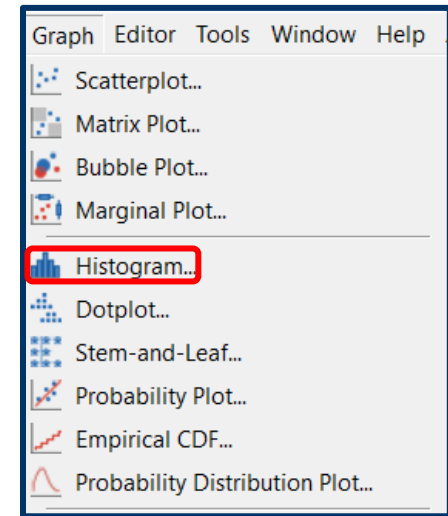 Graph Editor Tools Window Help
Scatterplot...
Matrix Plot...
Bubble Plot...
Marginal Plot...
Histogram...
Dotplot...
Stem-and-Leaf...
Probability Plot...
Empirical CDF...
Probability Distribution Plot...